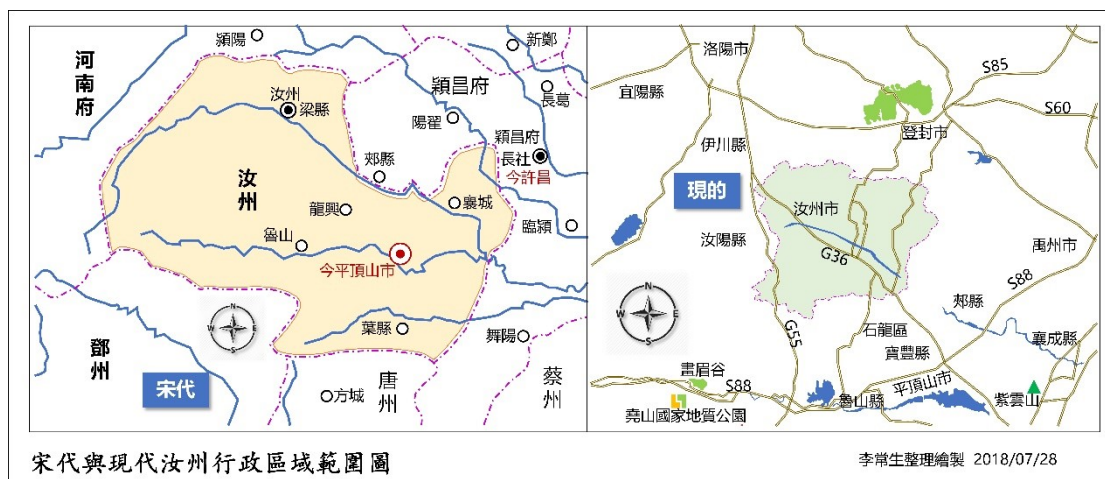 河南府
潁陽
新鄭
汝州
梁縣
潁昌府
長葛
陽翟
潁昌府
長社
今許昌
郟縣
汝州
襄城
龍興
臨潁
魯山
今平頂山市
N
W E
S
葉縣
舞陽
鄧州
宋代
方城
唐州
蔡州
洛陽市
S85
宜陽縣
S60
登封市
伊川縣
現的
汝州市
汝陽縣
G36
禹州市
S88
N
W E
S
G55
郟縣
石龍區
襄成縣
寶豐縣
畫眉谷
S88
平頂山市
魯山縣
紫雲山
堯山國家地質公園
宋代與現代汝州行政區域範圍圖
李常生整理繪製 2018/07/28